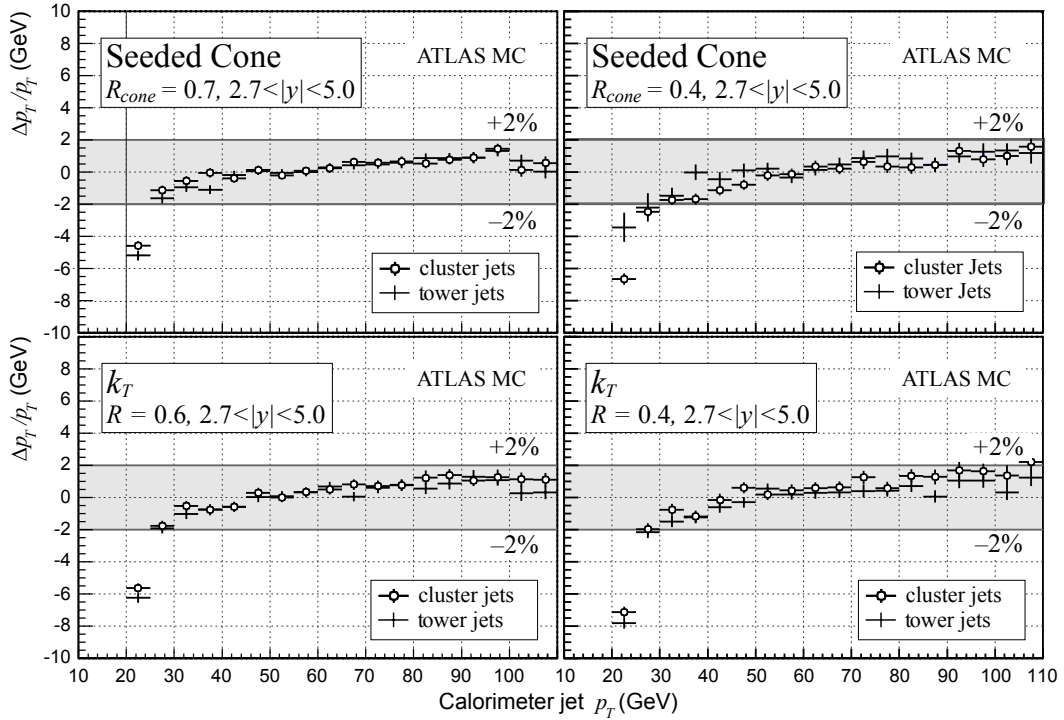 Δp_T/p_T (GeV)
10
8
6
4
2
0
-2
-4
-6
-8
-10
Seeded Cone
R_cone = 0.7, 2.7<|y|<5.0
ATLAS MC
+2%
–2%
cluster jets
tower jets
Seeded Cone
R_cone = 0.4, 2.7<|y|<5.0
ATLAS MC
+2%
–2%
cluster Jets
tower Jets
Δp_T/p_T (GeV)
8
6
4
2
0
-2
-4
-6
-8
-10
k_T
R = 0.6, 2.7<|y|<5.0
ATLAS MC
+2%
–2%
cluster jets
tower jets
k_T
R = 0.4, 2.7<|y|<5.0
ATLAS MC
+2%
–2%
cluster jets
tower jets
10 20 30 40 50 60 70 80 90 100
20 30 40 50 60 70 80 90 100 110
Calorimeter jet p_T (GeV)